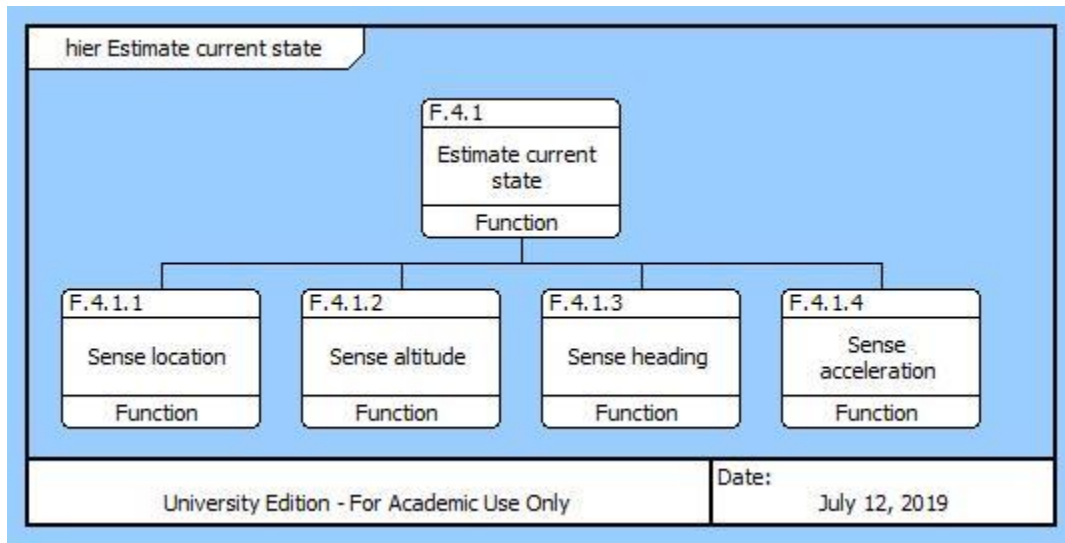 hier Estimate current state
F.4.1
Estimate current
state
Function
F.4.1.1
Sense location
Function
F.4.1.2
Sense altitude
Function
F.4.1.3
Sense heading
Function
F.4.1.4
Sense
acceleration
Function
University Edition - For Academic Use Only
Date:
July 12, 2019